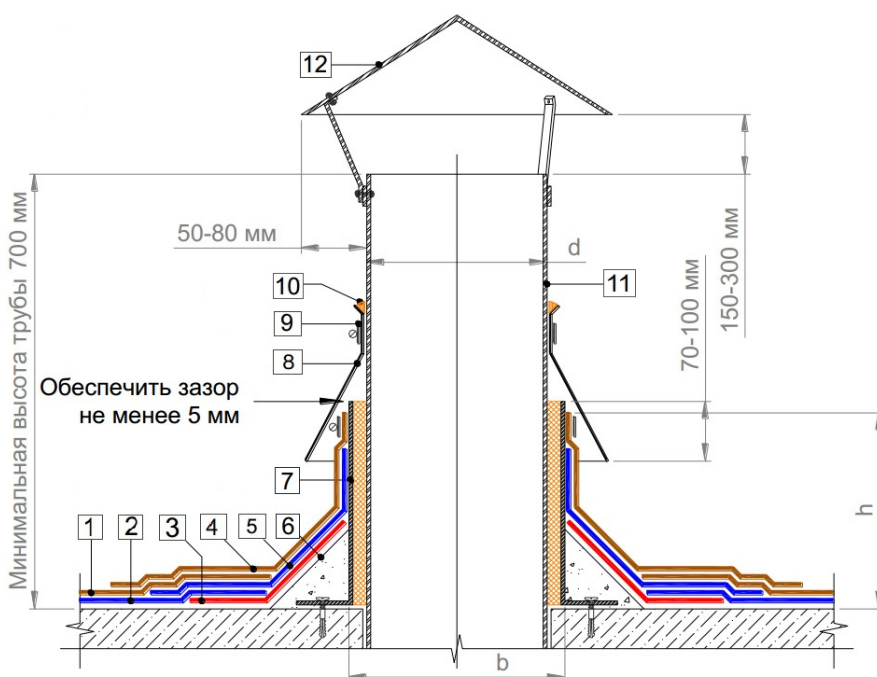 12
Минимальная высота трубы 700 мм
50-80 мм
d
150-300 мм
10
11
9
70-100 мм
8
Обеспечить зазор
не менее 5 мм
7
h
1
2
3
4
5
6
b